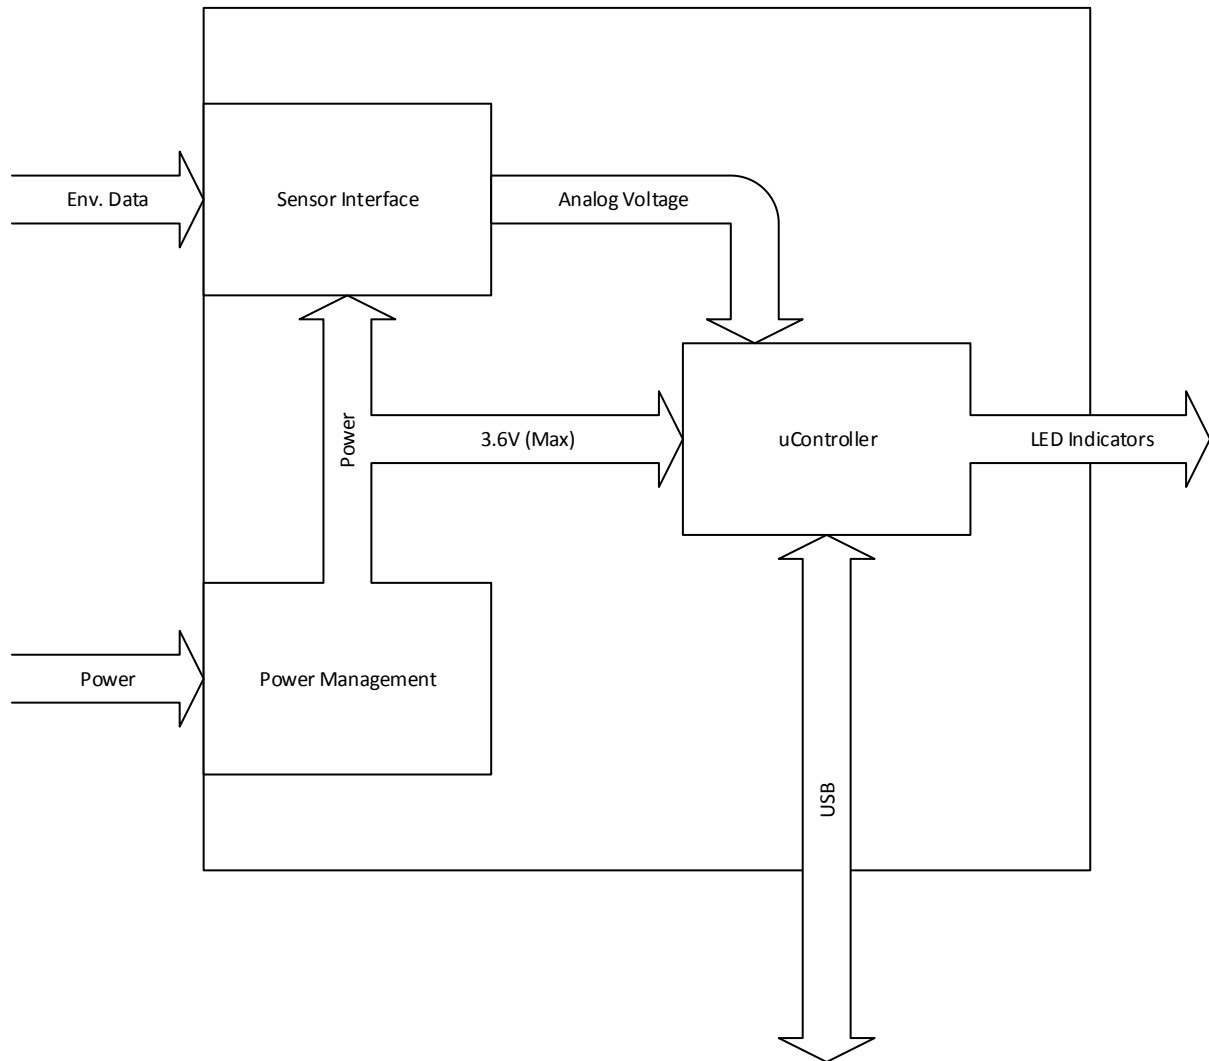 Env. Data
Sensor Interface
Analog Voltage
Power
3.6V (Max)
uController
LED Indicators
Power
Power Management
USB